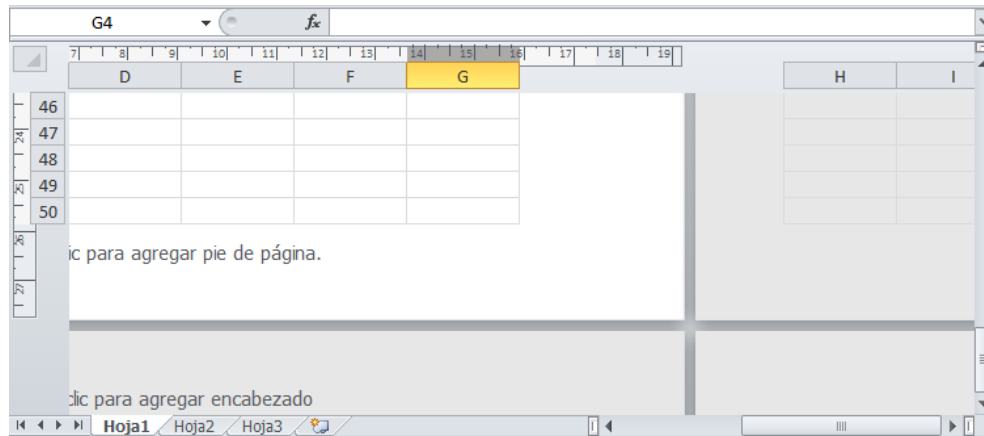 G4 fx
7 8 9 10 11 12 13 14 15 16 17 18 19
D E F G H I
46
24 47
48
25 49
50
26
ic para agregar pie de página.
27
clic para agregar encabezado
Hoja1 Hoja2 Hoja3